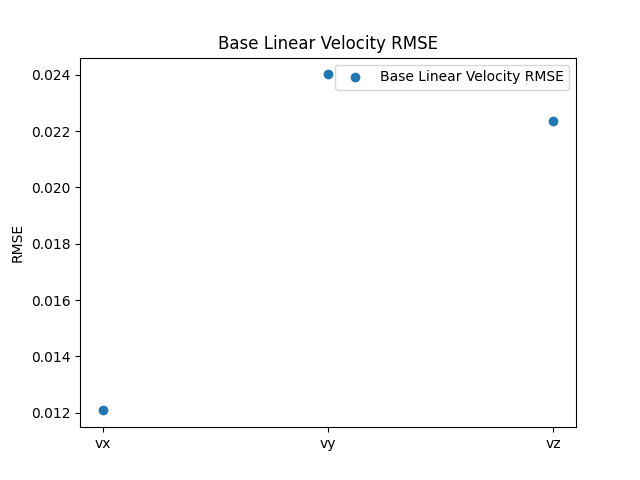 Base Linear Velocity RMSE
Base Linear Velocity RMSE
0.024
0.022
0.020
0.018
0.016
0.014
0.012
RMSE
vx
vy
vz